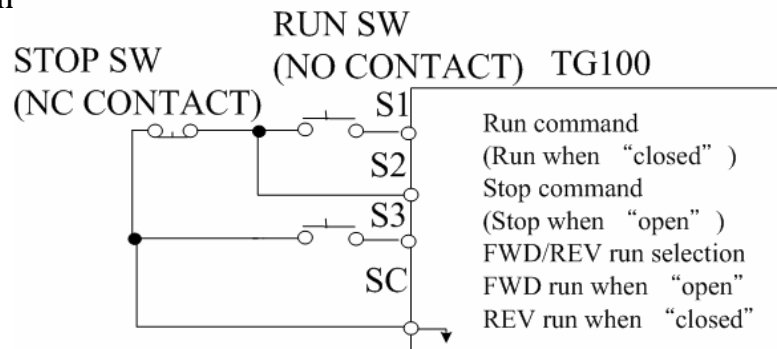 n
RUN SW
STOP SW
(NO CONTACT) TG100
(NC CONTACT)
S1
Run command
(Run when “closed” )
S2
Stop command
(Stop when “open” )
S3
FWD/REV run selection
SC
FWD run when “open”
REV run when “closed”